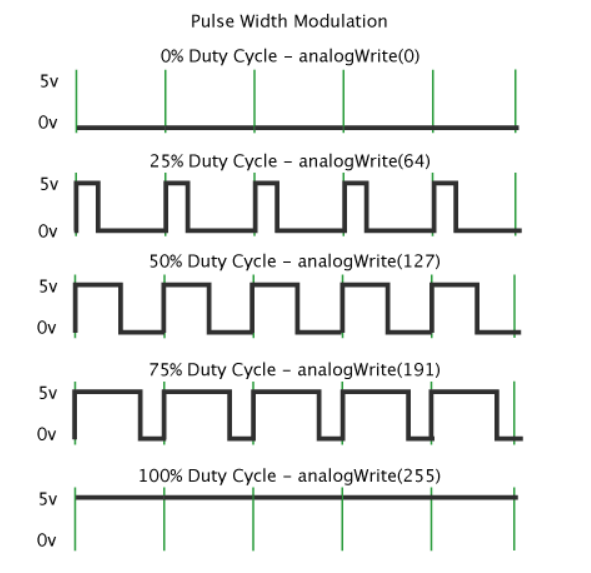 Pulse Width Modulation
0% Duty Cycle – analogWrite(0)
5v
0v
25% Duty Cycle – analogWrite(64)
5v
0v
50% Duty Cycle – analogWrite(127)
5v
0v
75% Duty Cycle – analogWrite(191)
5v
0v
100% Duty Cycle – analogWrite(255)
5v
0v